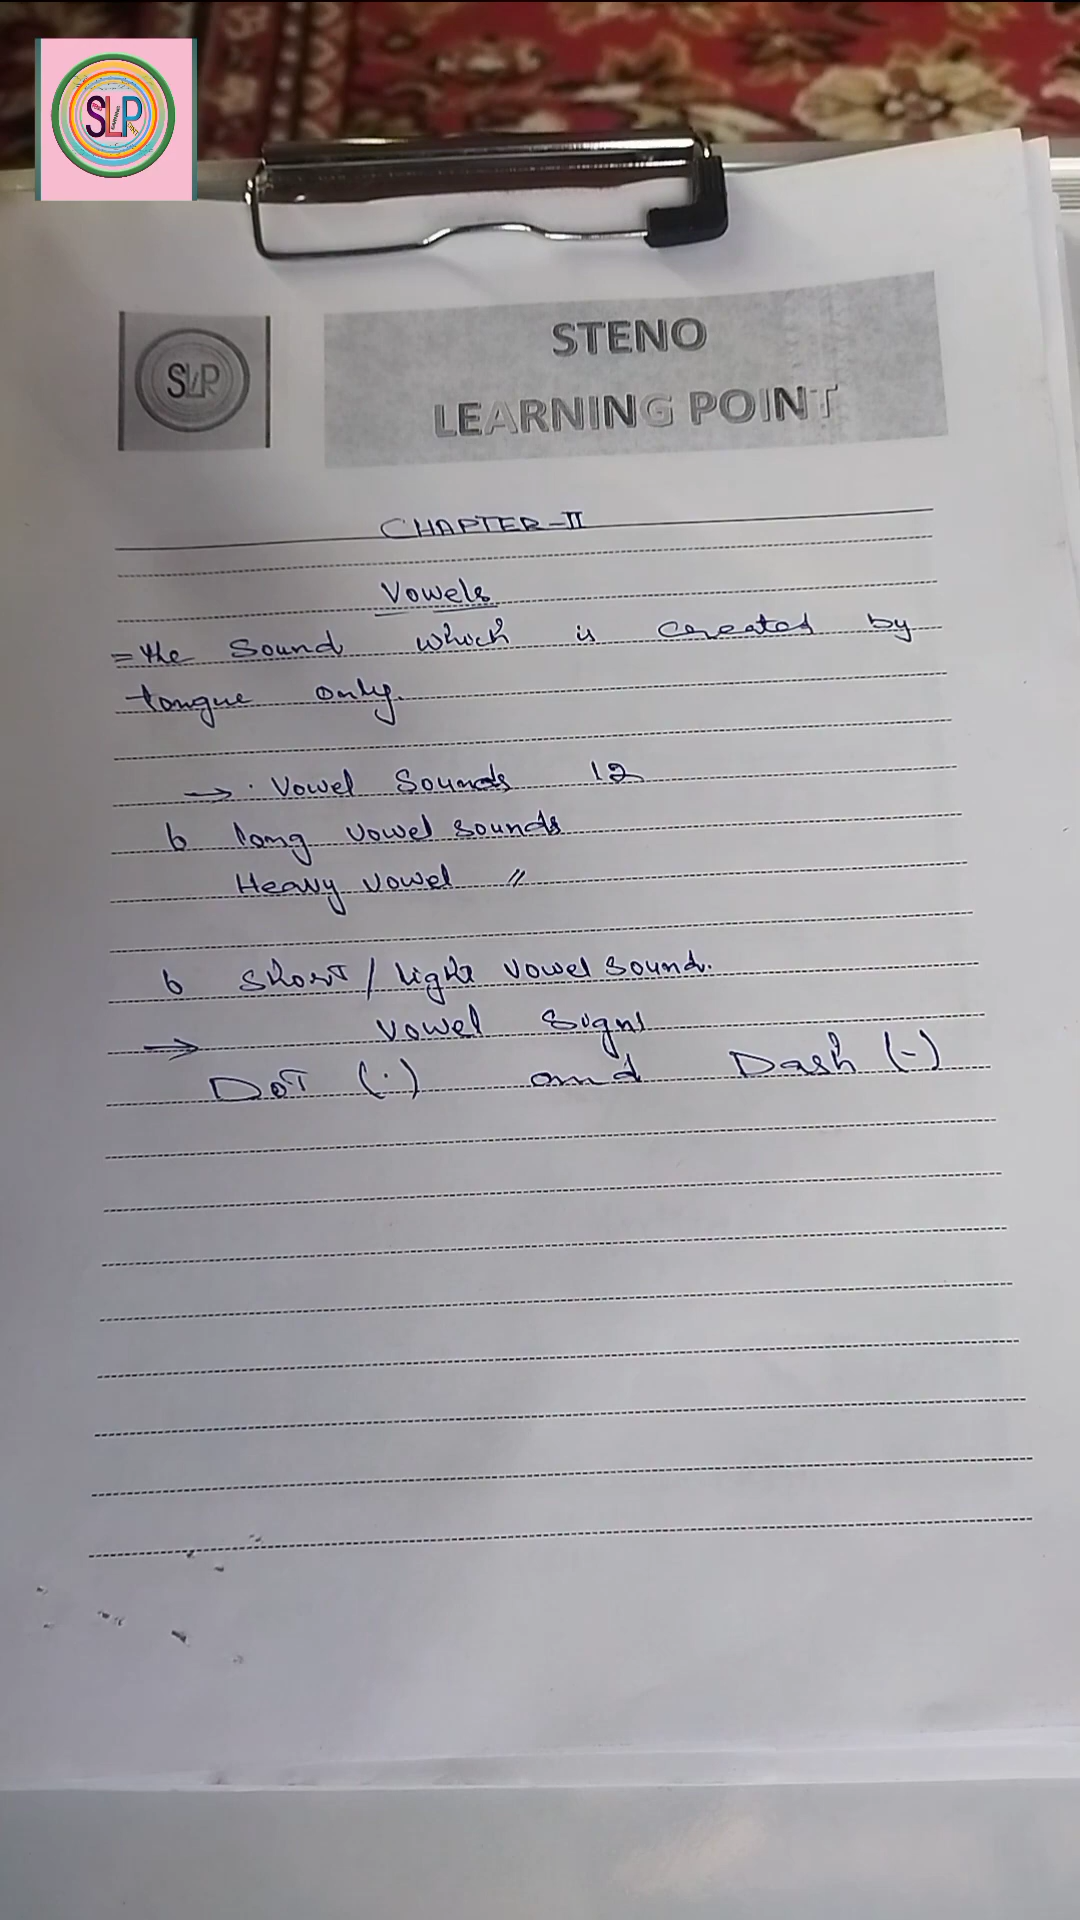 SLP
SLP
STENO
LEARNING POINT
CHAPTER-II
Vowels
= the Sound which is created by
tongue only.
→ · Vowel Sounds 12
6 long vowel sounds
Heavy vowel "
6 short / light vowel sound.
→ vowel signs
DOT (.) and Dash (-)